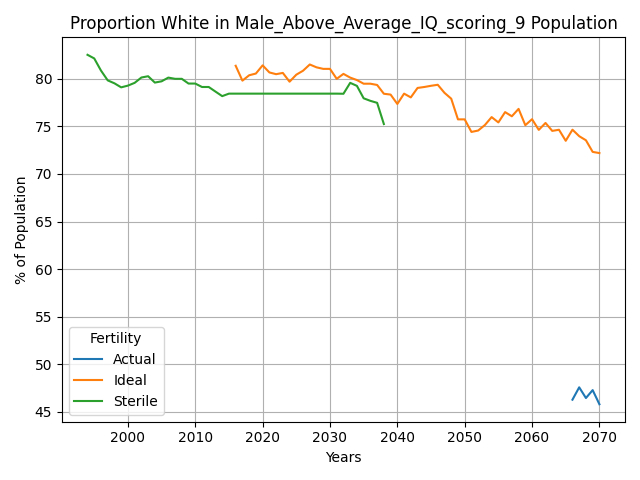 Proportion White in Male_Above_Average_IQ_scoring_9 Population
% of Population
80
75
70
65
60
55
50
45
Fertility
Actual
Ideal
Sterile
2000 2010 2020 2030 2040 2050 2060 2070
Years